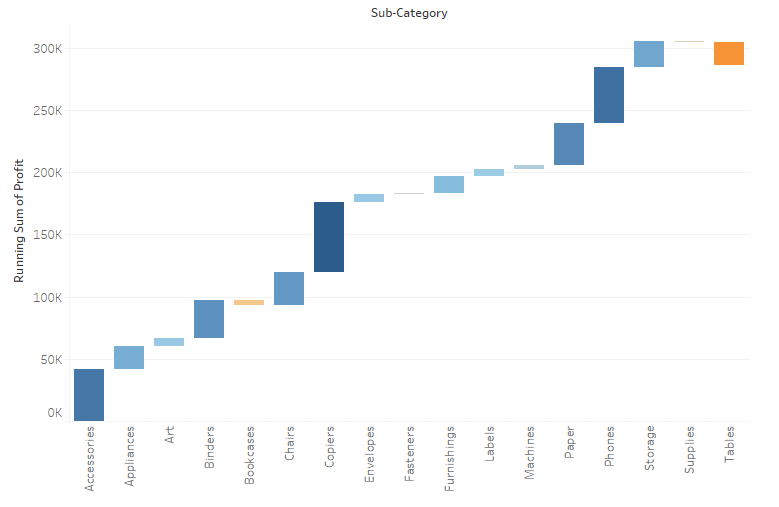 Sub-Category
Running Sum of Profit
300K
250K
200K
150K
100K
50K
0K
Accessories
Appliances
Art
Binders
Bookcases
Chairs
Copiers
Envelopes
Fasteners
Furnishings
Labels
Machines
Paper
Phones
Storage
Supplies
Tables